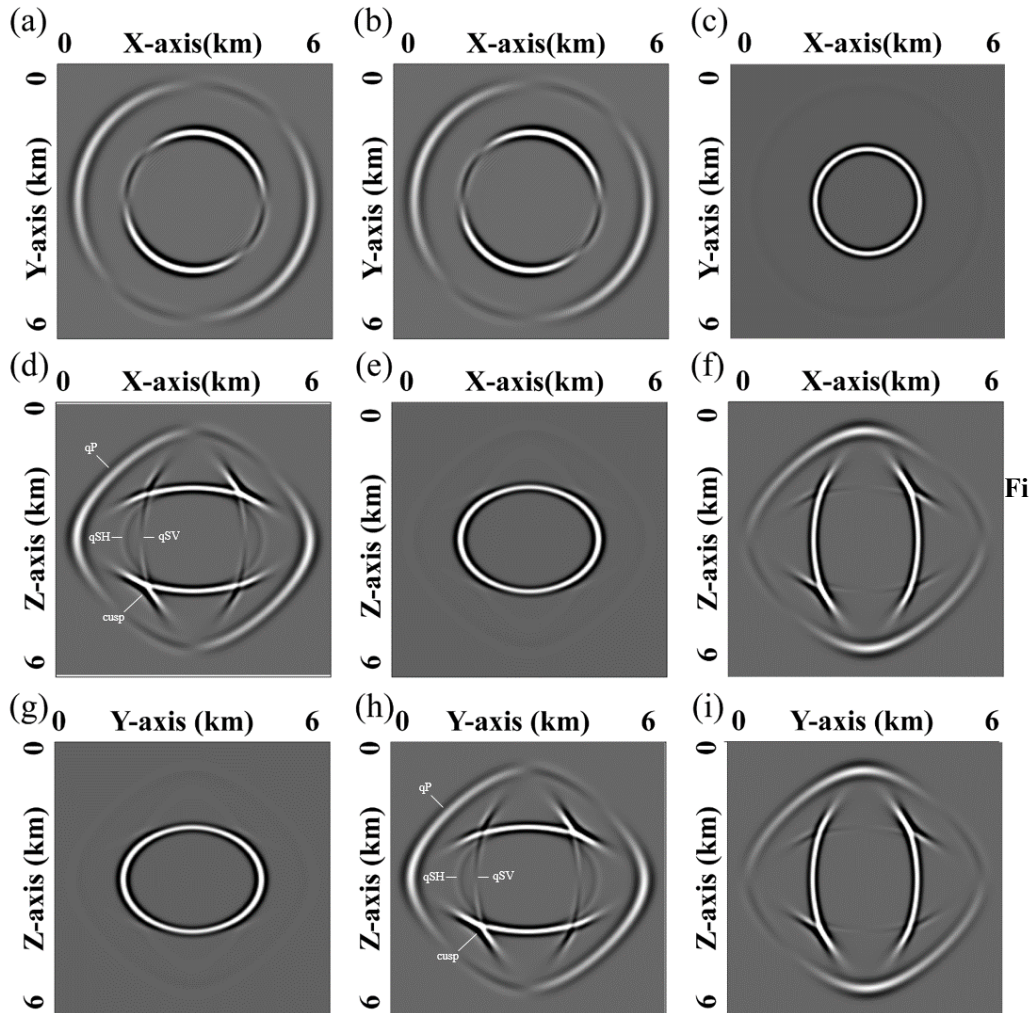 (a) (b) (c)
0 X-axis(km) 6 0 X-axis(km) 6 0 X-axis(km) 6
0 Y-axis (km) 6 0 Y-axis (km) 6 0 Y-axis (km) 6
(d) (e) (f)
0 X-axis(km) 6 0 X-axis(km) 6 0 X-axis(km) 6
0 Z-axis (km) 6 0 Z-axis (km) 6 0 Z-axis (km) 6
qP
qSH qSV
cusp
Fi
(g) (h) (i)
0 Y-axis (km) 6 0 Y-axis (km) 6 0 Y-axis (km) 6
0 Z-axis (km) 6 0 Z-axis (km) 6 0 Z-axis (km) 6
qP
qSH qSV
cusp